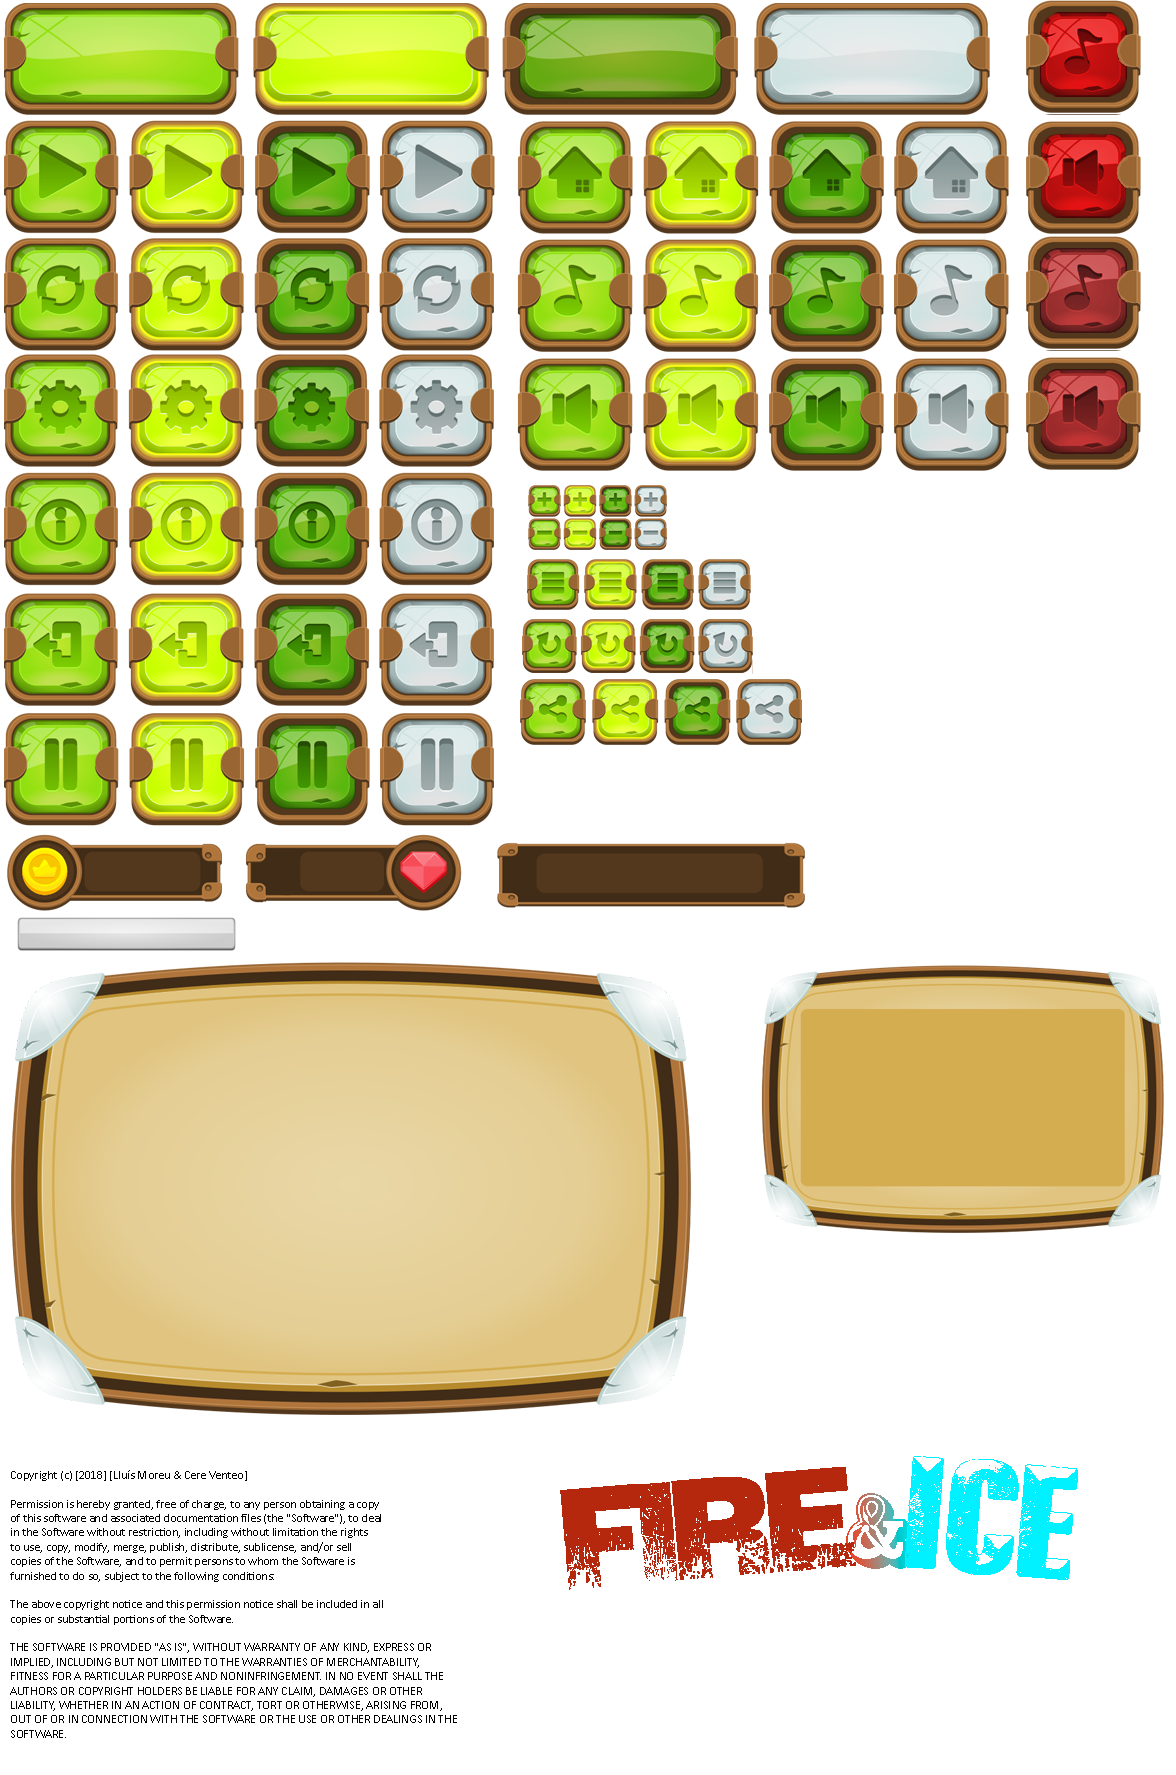 Copyright (c) [2018] [Lluís Moreu & Cere Venteo]
Permission is hereby granted, free of charge, to any person obtaining a copy
of this software and associated documentation files (the "Software"), to deal
in the Software without restriction, including without limitation the rights
to use, copy, modify, merge, publish, distribute, sublicense, and/or sell
copies of the Software, and to permit persons to whom the Software is
furnished to do so, subject to the following conditions:
The above copyright notice and this permission notice shall be included in all
copies or substantial portions of the Software.
THE SOFTWARE IS PROVIDED "AS IS", WITHOUT WARRANTY OF ANY KIND, EXPRESS OR
IMPLIED, INCLUDING BUT NOT LIMITED TO THE WARRANTIES OF MERCHANTABILITY,
FITNESS FOR A PARTICULAR PURPOSE AND NONINFRINGEMENT. IN NO EVENT SHALL THE
AUTHORS OR COPYRIGHT HOLDERS BE LIABLE FOR ANY CLAIM, DAMAGES OR OTHER
LIABILITY, WHETHER IN AN ACTION OF CONTRACT, TORT OR OTHERWISE, ARISING FROM,
OUT OF OR IN CONNECTION WITH THE SOFTWARE OR THE USE OR OTHER DEALINGS IN THE
SOFTWARE.
FIRE & ICE